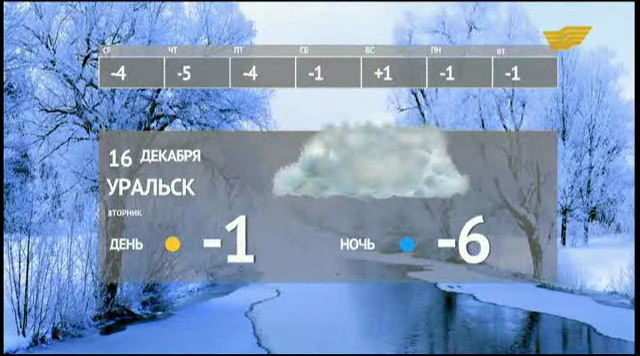 СР ЧТ ПТ СБ ВС ПН ВТ
-4 -5 -4 -1 +1 -1 -1
16 ДЕКАБРЯ
УРАЛЬСК
ВТОРНИК
ДЕНЬ -1 НОЧЬ -6